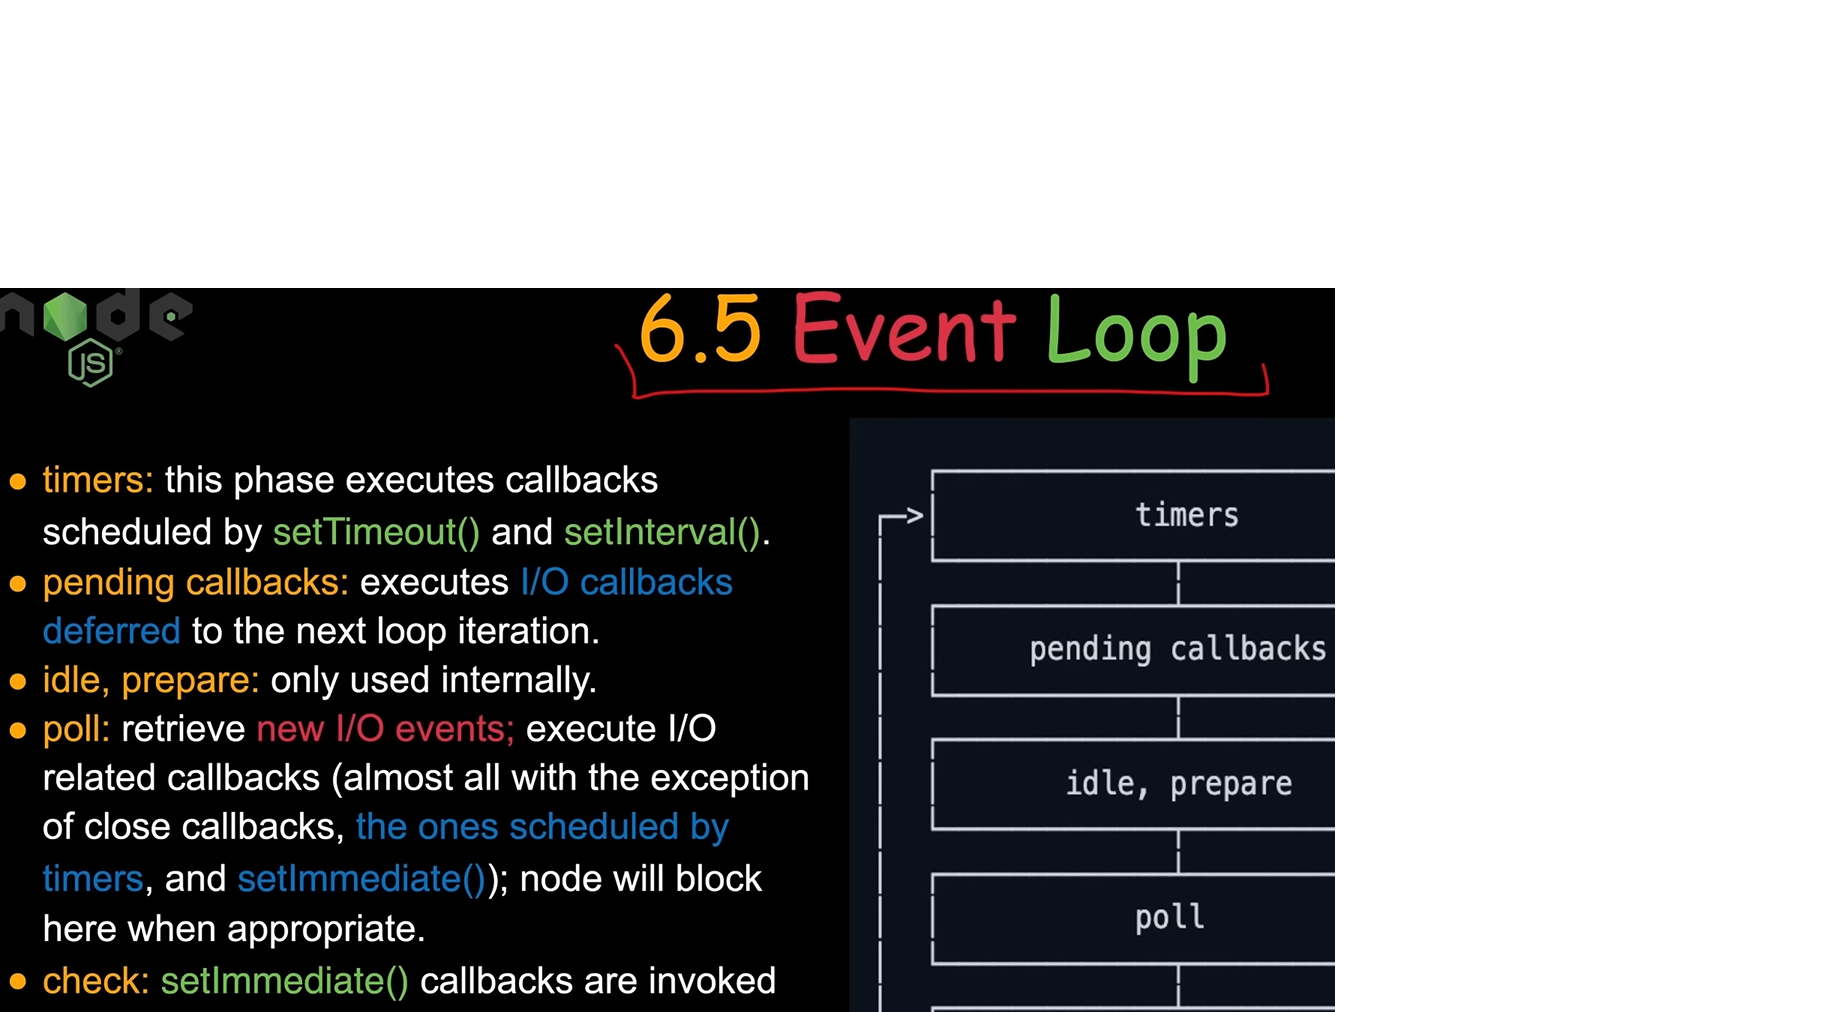 node
JS
6.5 Event Loop
● timers: this phase executes callbacks
scheduled by setTimeout() and setInterval().
● pending callbacks: executes I/O callbacks
deferred to the next loop iteration.
● idle, prepare: only used internally.
● poll: retrieve new I/O events; execute I/O
related callbacks (almost all with the exception
of close callbacks, the ones scheduled by
timers, and setImmediate()); node will block
here when appropriate.
● check: setImmediate() callbacks are invoked
timers
pending callbacks
idle, prepare
poll